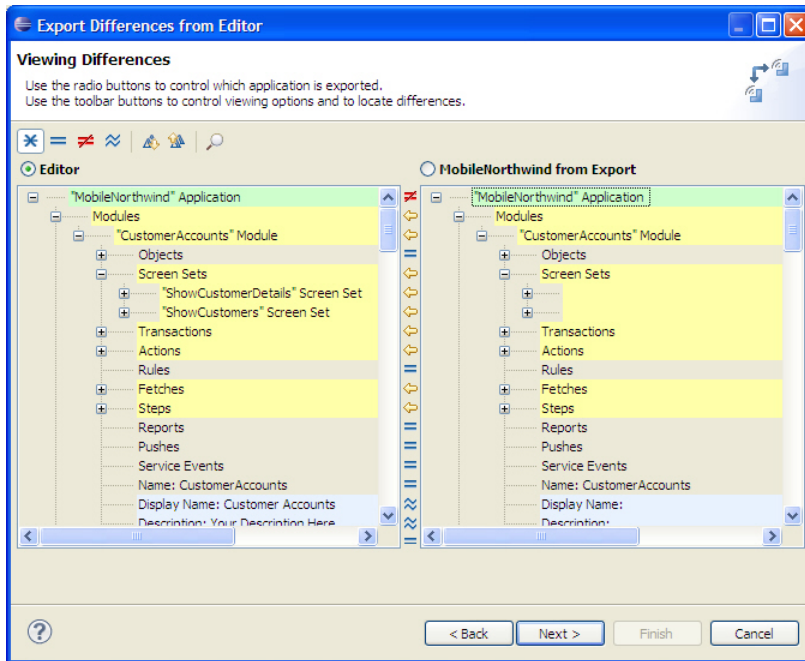 Export Differences from Editor
Viewing Differences
Use the radio buttons to control which application is exported.
Use the toolbar buttons to control viewing options and to locate differences.
Editor
MobileNorthwind from Export
"MobileNorthwind" Application
Modules
"CustomerAccounts" Module
Objects
Screen Sets
"ShowCustomerDetails" Screen Set
"ShowCustomers" Screen Set
Transactions
Actions
Rules
Fetches
Steps
Reports
Pushes
Service Events
Name: CustomerAccounts
Display Name: Customer Accounts
Description: Your Description Here
"MobileNorthwind" Application
Modules
"CustomerAccounts" Module
Objects
Screen Sets
Transactions
Actions
Rules
Fetches
Steps
Reports
Pushes
Service Events
Name: CustomerAccounts
Display Name:
Description:
< Back
Next >
Finish
Cancel